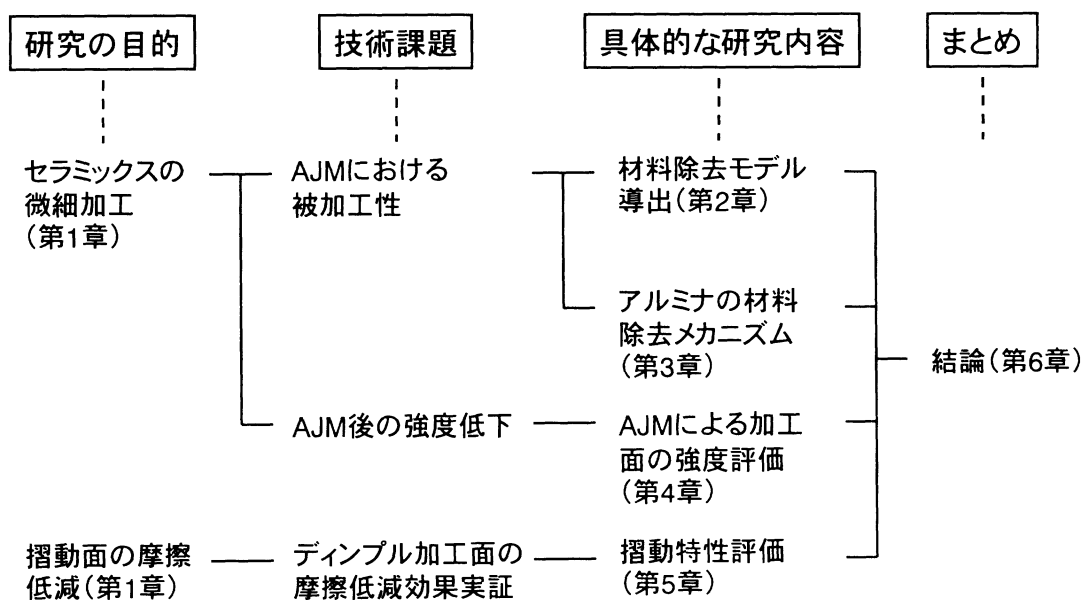 研究の目的
技術課題
具体的な研究内容
まとめ
セラミックスの
微細加工
(第1章)
AJMにおける
被加工性
材料除去モデル
導出(第2章)
アルミナの材料
除去メカニズム
(第3章)
AJM後の強度低下
AJMによる加工
面の強度評価
(第4章)
摺動面の摩擦
低減(第1章)
ディンプル加工面の
摩擦低減効果実証
摺動特性評価
(第5章)
結論(第6章)